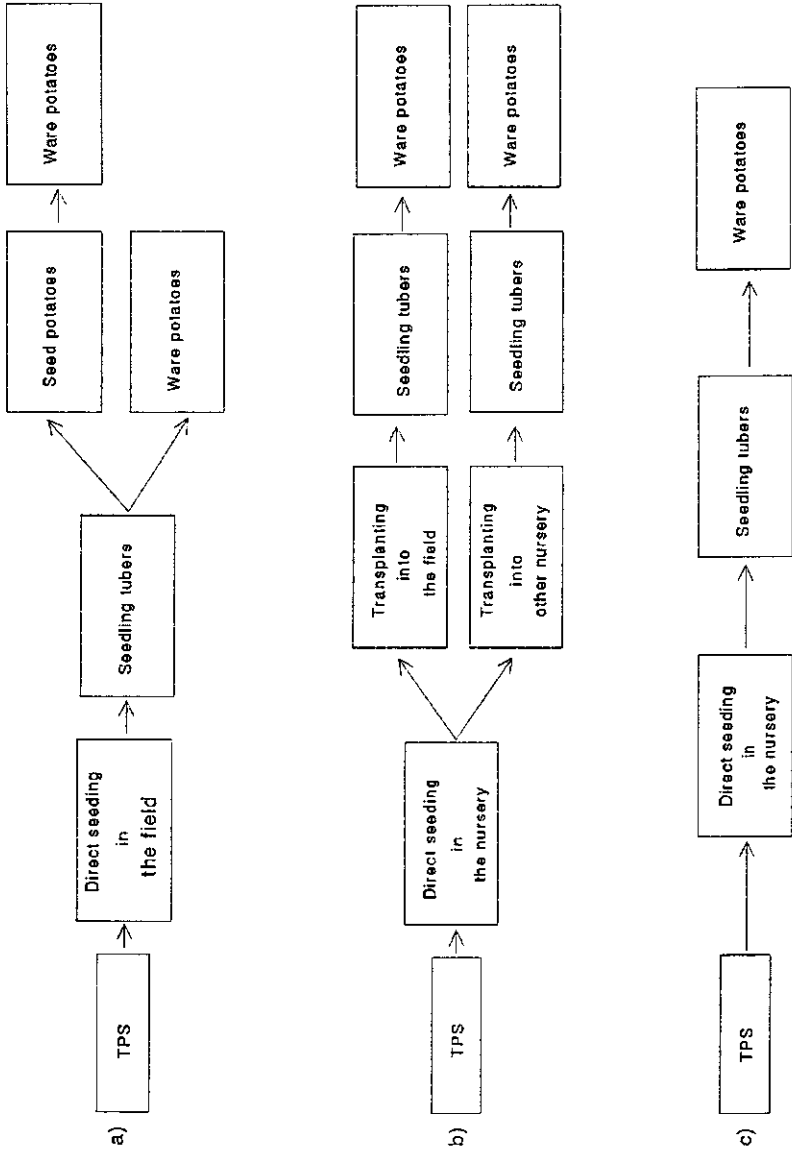 a)
TPS
Direct seeding
in
the field
Seedling tubers
Seed potatoes
Ware potatoes
Ware potatoes
b)
TPS
Direct seeding
in
the nursery
Transplanting
into
the field
Seedling tubers
Ware potatoes
Transplanting
into
other nursery
Seedling tubers
Ware potatoes
c)
TPS
Direct seeding
in
the nursery
Seedling tubers
Ware potatoes